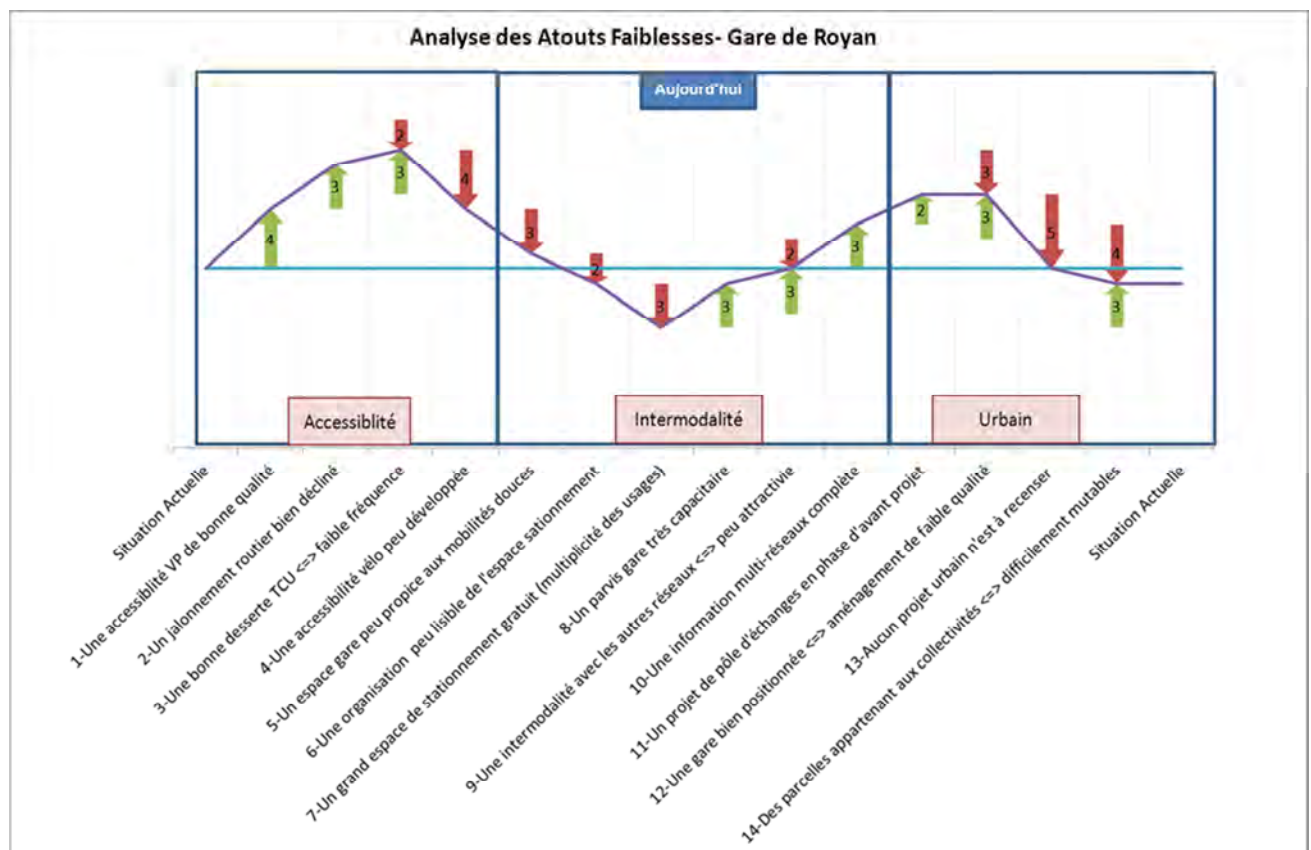 Analyse des Atouts Faiblesses- Gare de Royan
Aujourd'hui
4
3
2
3
4
3
2
3
3
2
3
3
2
3
3
5
4
3
Accessiblité
Intermodalité
Urbain
Situation Actuelle
1-Une accessiblité VP de bonne qualité
2-Un jalonnement routier bien décliné
3-Une bonne desserte TCU <=> faible fréquence
4-Une accessibilité vélo peu développée
5-Un espace gare peu propice aux mobilités douces
6-Une organisation peu lisible de l'espace sationnement
7-Un grand espace de stationnement gratuit (multiplicité des usages)
8-Un parvis gare très capacitaire
9-Une intermodalité avec les autres réseaux <=> peu attractivie
10-Une information multi-réseaux complète
11-Un projet de pôle d'échanges en phase d'avant projet
12-Une gare bien positionnée <=> aménagement de faible qualité
13-Aucun projet urbain n'est à recenser
14-Des parcelles appartenant aux collectivités <=> difficilement mutables
Situation Actuelle